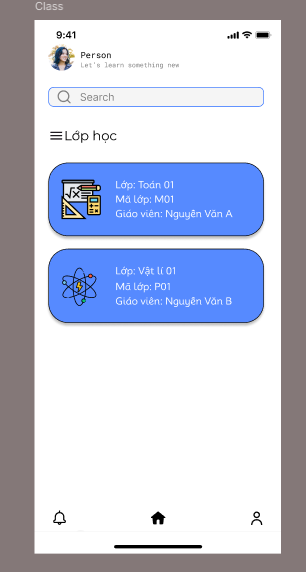 Class
9:41
Person
Let's learn something new
Search
Lớp học
Lớp: Toán 01
Mã lớp: M01
Giáo viên: Nguyễn Văn A
Lớp: Vật lí 01
Mã lớp: P01
Giáo viên: Nguyễn Văn B